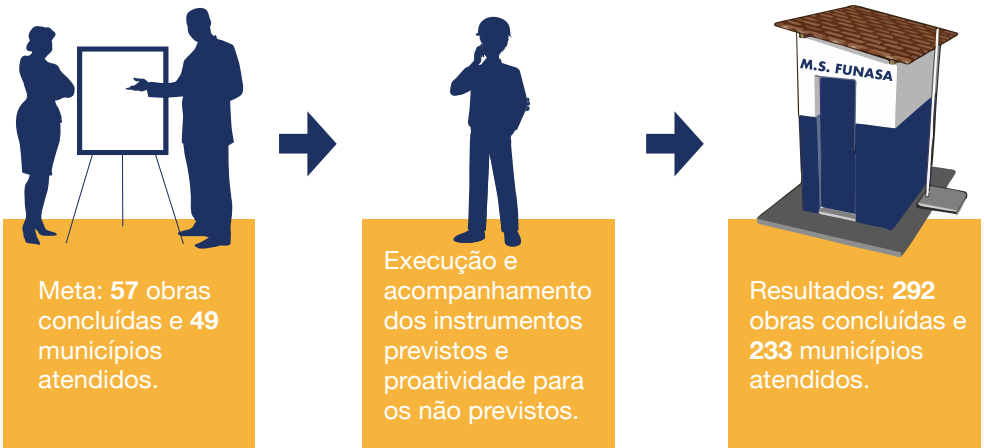 M.S. FUNASA
Meta: 57 obras
concluídas e 49
municípios
atendidos.
Execução e
acompanhamento
dos instrumentos
previstos e
proatividade para
os não previstos.
Resultados: 292
obras concluídas e
233 municípios
atendidos.